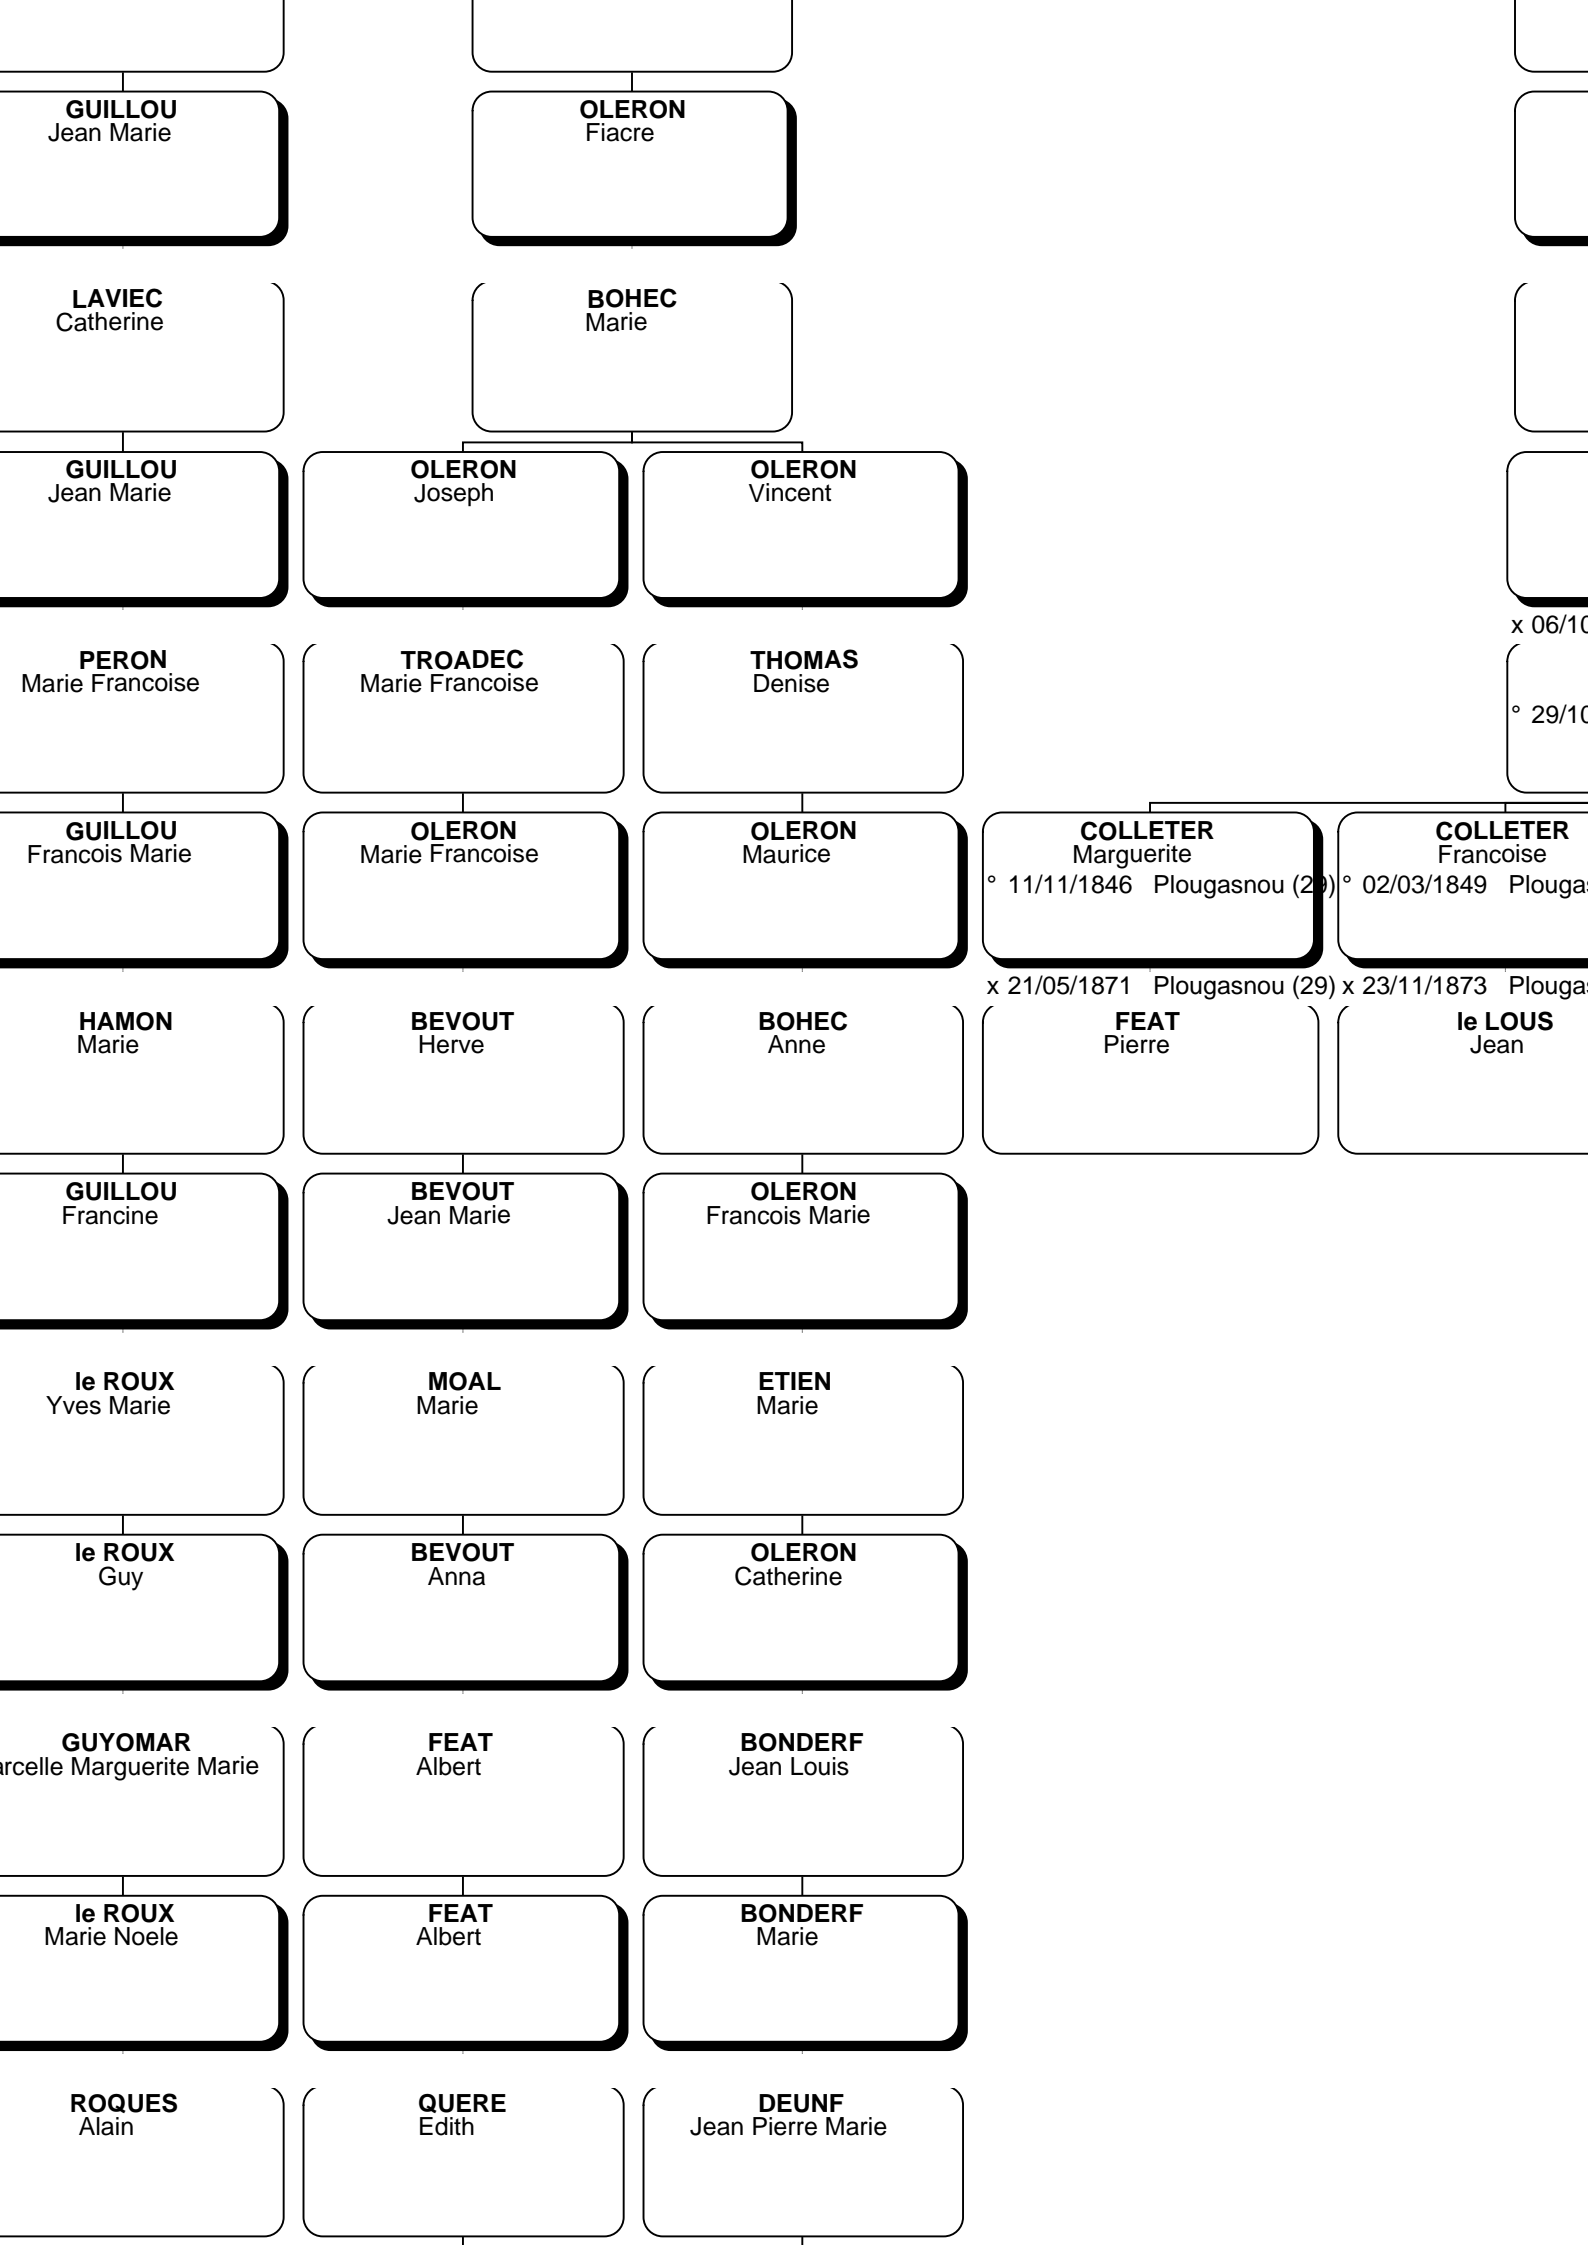 GUILLOU
Jean Marie
OLERON
Fiacre
LAVIEC
Catherine
BOHEC
Marie
GUILLOU
Jean Marie
OLERON
Joseph
OLERON
Vincent
x 06/10
PERON
Marie Francoise
TROADEC
Marie Francoise
THOMAS
Denise
° 29/10
GUILLOU
Francois Marie
OLERON
Marie Francoise
OLERON
Maurice
COLLETER
Marguerite
° 11/11/1846 Plougasnou (29)
x 21/05/1871 Plougasnou (29)
COLLETER
Francoise
° 02/03/1849
x 23/11/1873
HAMON
Marie
BEVOUT
Herve
BOHEC
Anne
FEAT
Pierre
le LOUS
Jean
GUILLOU
Francine
BEVOUT
Jean Marie
OLERON
Francois Marie
le ROUX
Yves Marie
MOAL
Marie
ETIEN
Marie
le ROUX
Guy
BEVOUT
Anna
OLERON
Catherine
GUYOMAR
Marguerite Marie
FEAT
Albert
BONDERF
Jean Louis
le ROUX
Marie Noele
FEAT
Albert
BONDERF
Marie
ROQUES
Alain
QUERE
Edith
DEUNF
Jean Pierre Marie